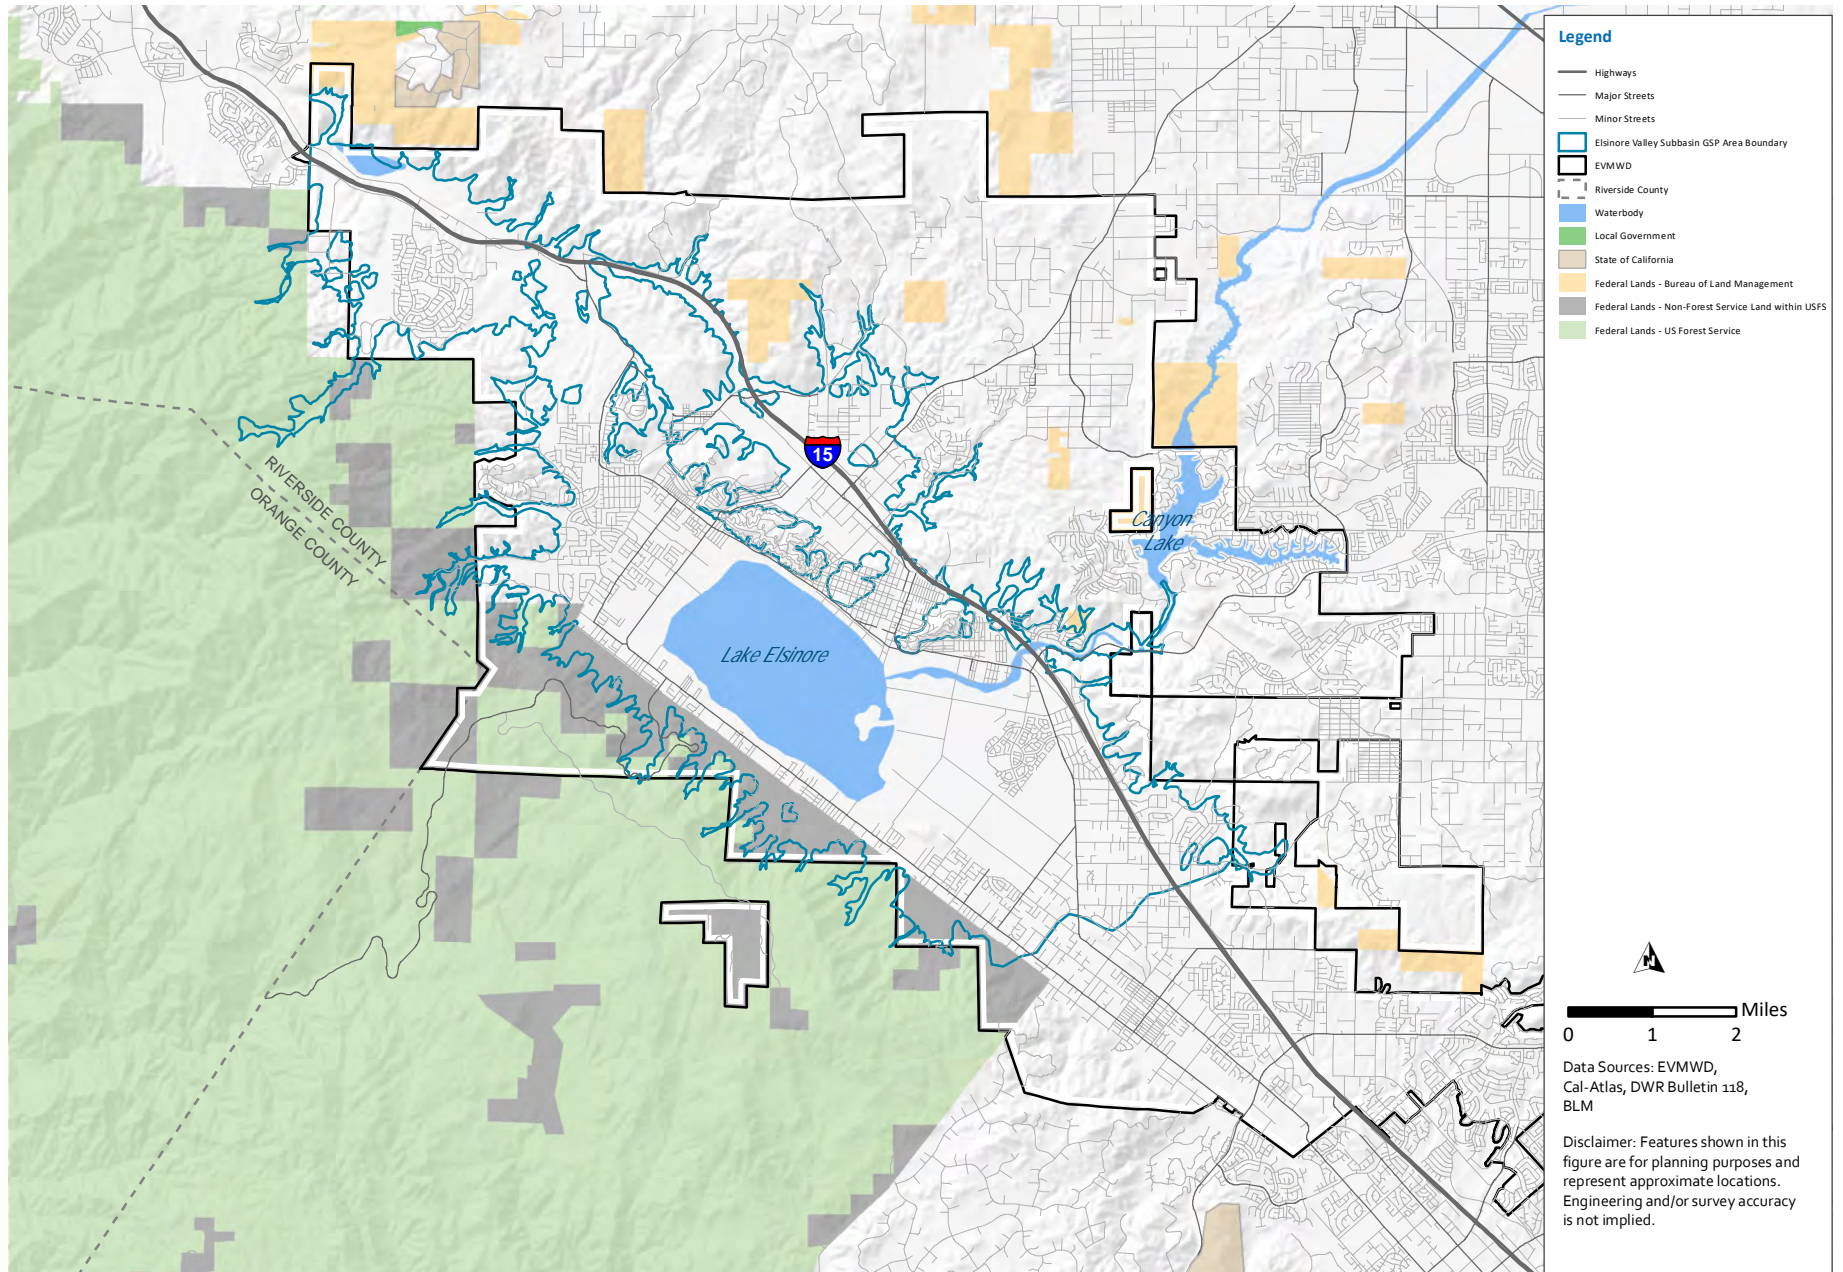 Legend
Highways
Major Streets
Minor Streets
Elsinore Valley Subbasin GSP Area Boundary
EVMWD
Riverside County
Waterbody
Local Government
State of California
Federal Lands - Bureau of Land Management
Federal Lands - Non-Forest Service Land within USFS
Federal Lands - US Forest Service
15
RIVERSIDE COUNTY
ORANGE COUNTY
Canyon
Lake
Lake Elsinore
N
Miles
0 1 2
Data Sources: EVMWD,
Cal-Atlas, DWR Bulletin 118,
BLM
Disclaimer: Features shown in this
figure are for planning purposes and
represent approximate locations.
Engineering and/or survey accuracy
is not implied.